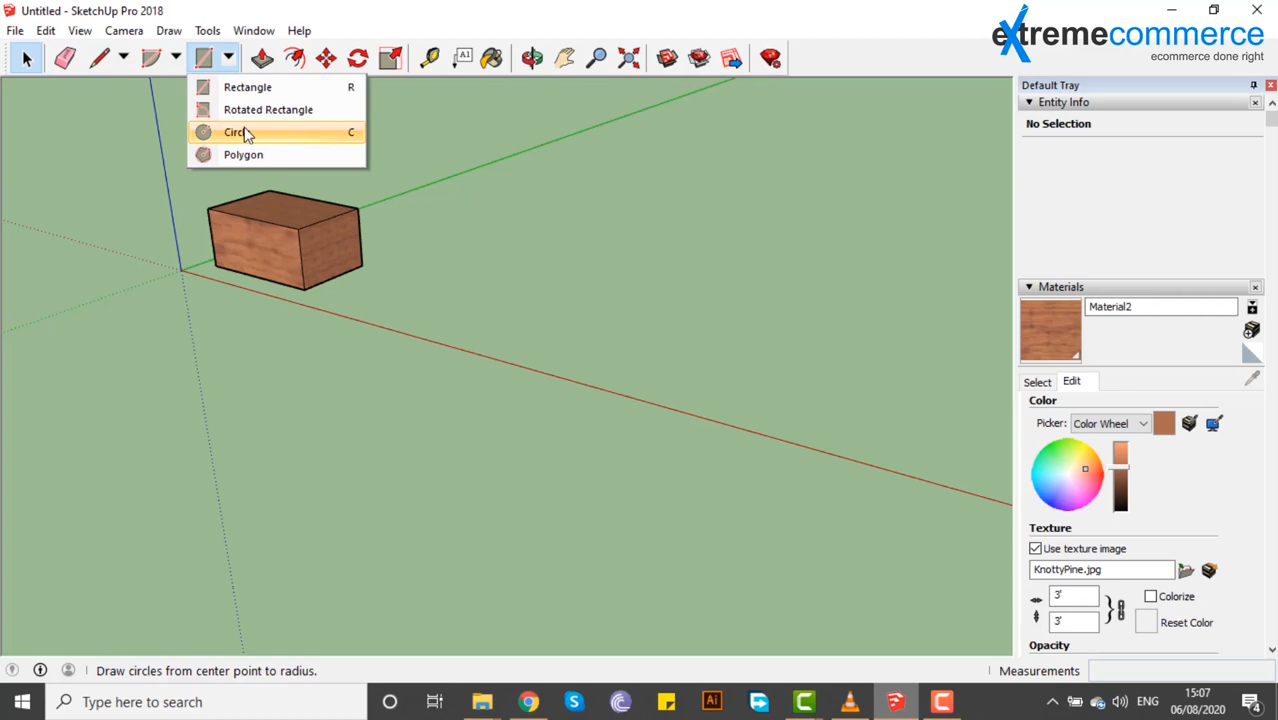 Untitled - SketchUp Pro 2018
File Edit View Camera Draw Tools Window Help
extremecommerce
ecommerce done right
A1
Rectangle R
Rotated Rectangle
Circle C
Polygon
Default Tray
Entity Info
No Selection
Materials
Material2
Select Edit
Color
Picker: Color Wheel
Texture
Use texture image
KnottyPine.jpg
3'
Colorize
3'
Reset Color
Opacity
Draw circles from center point to radius.
Measurements
Type here to search
S
Ai
C
C
ENG
15:07
06/08/2020
4